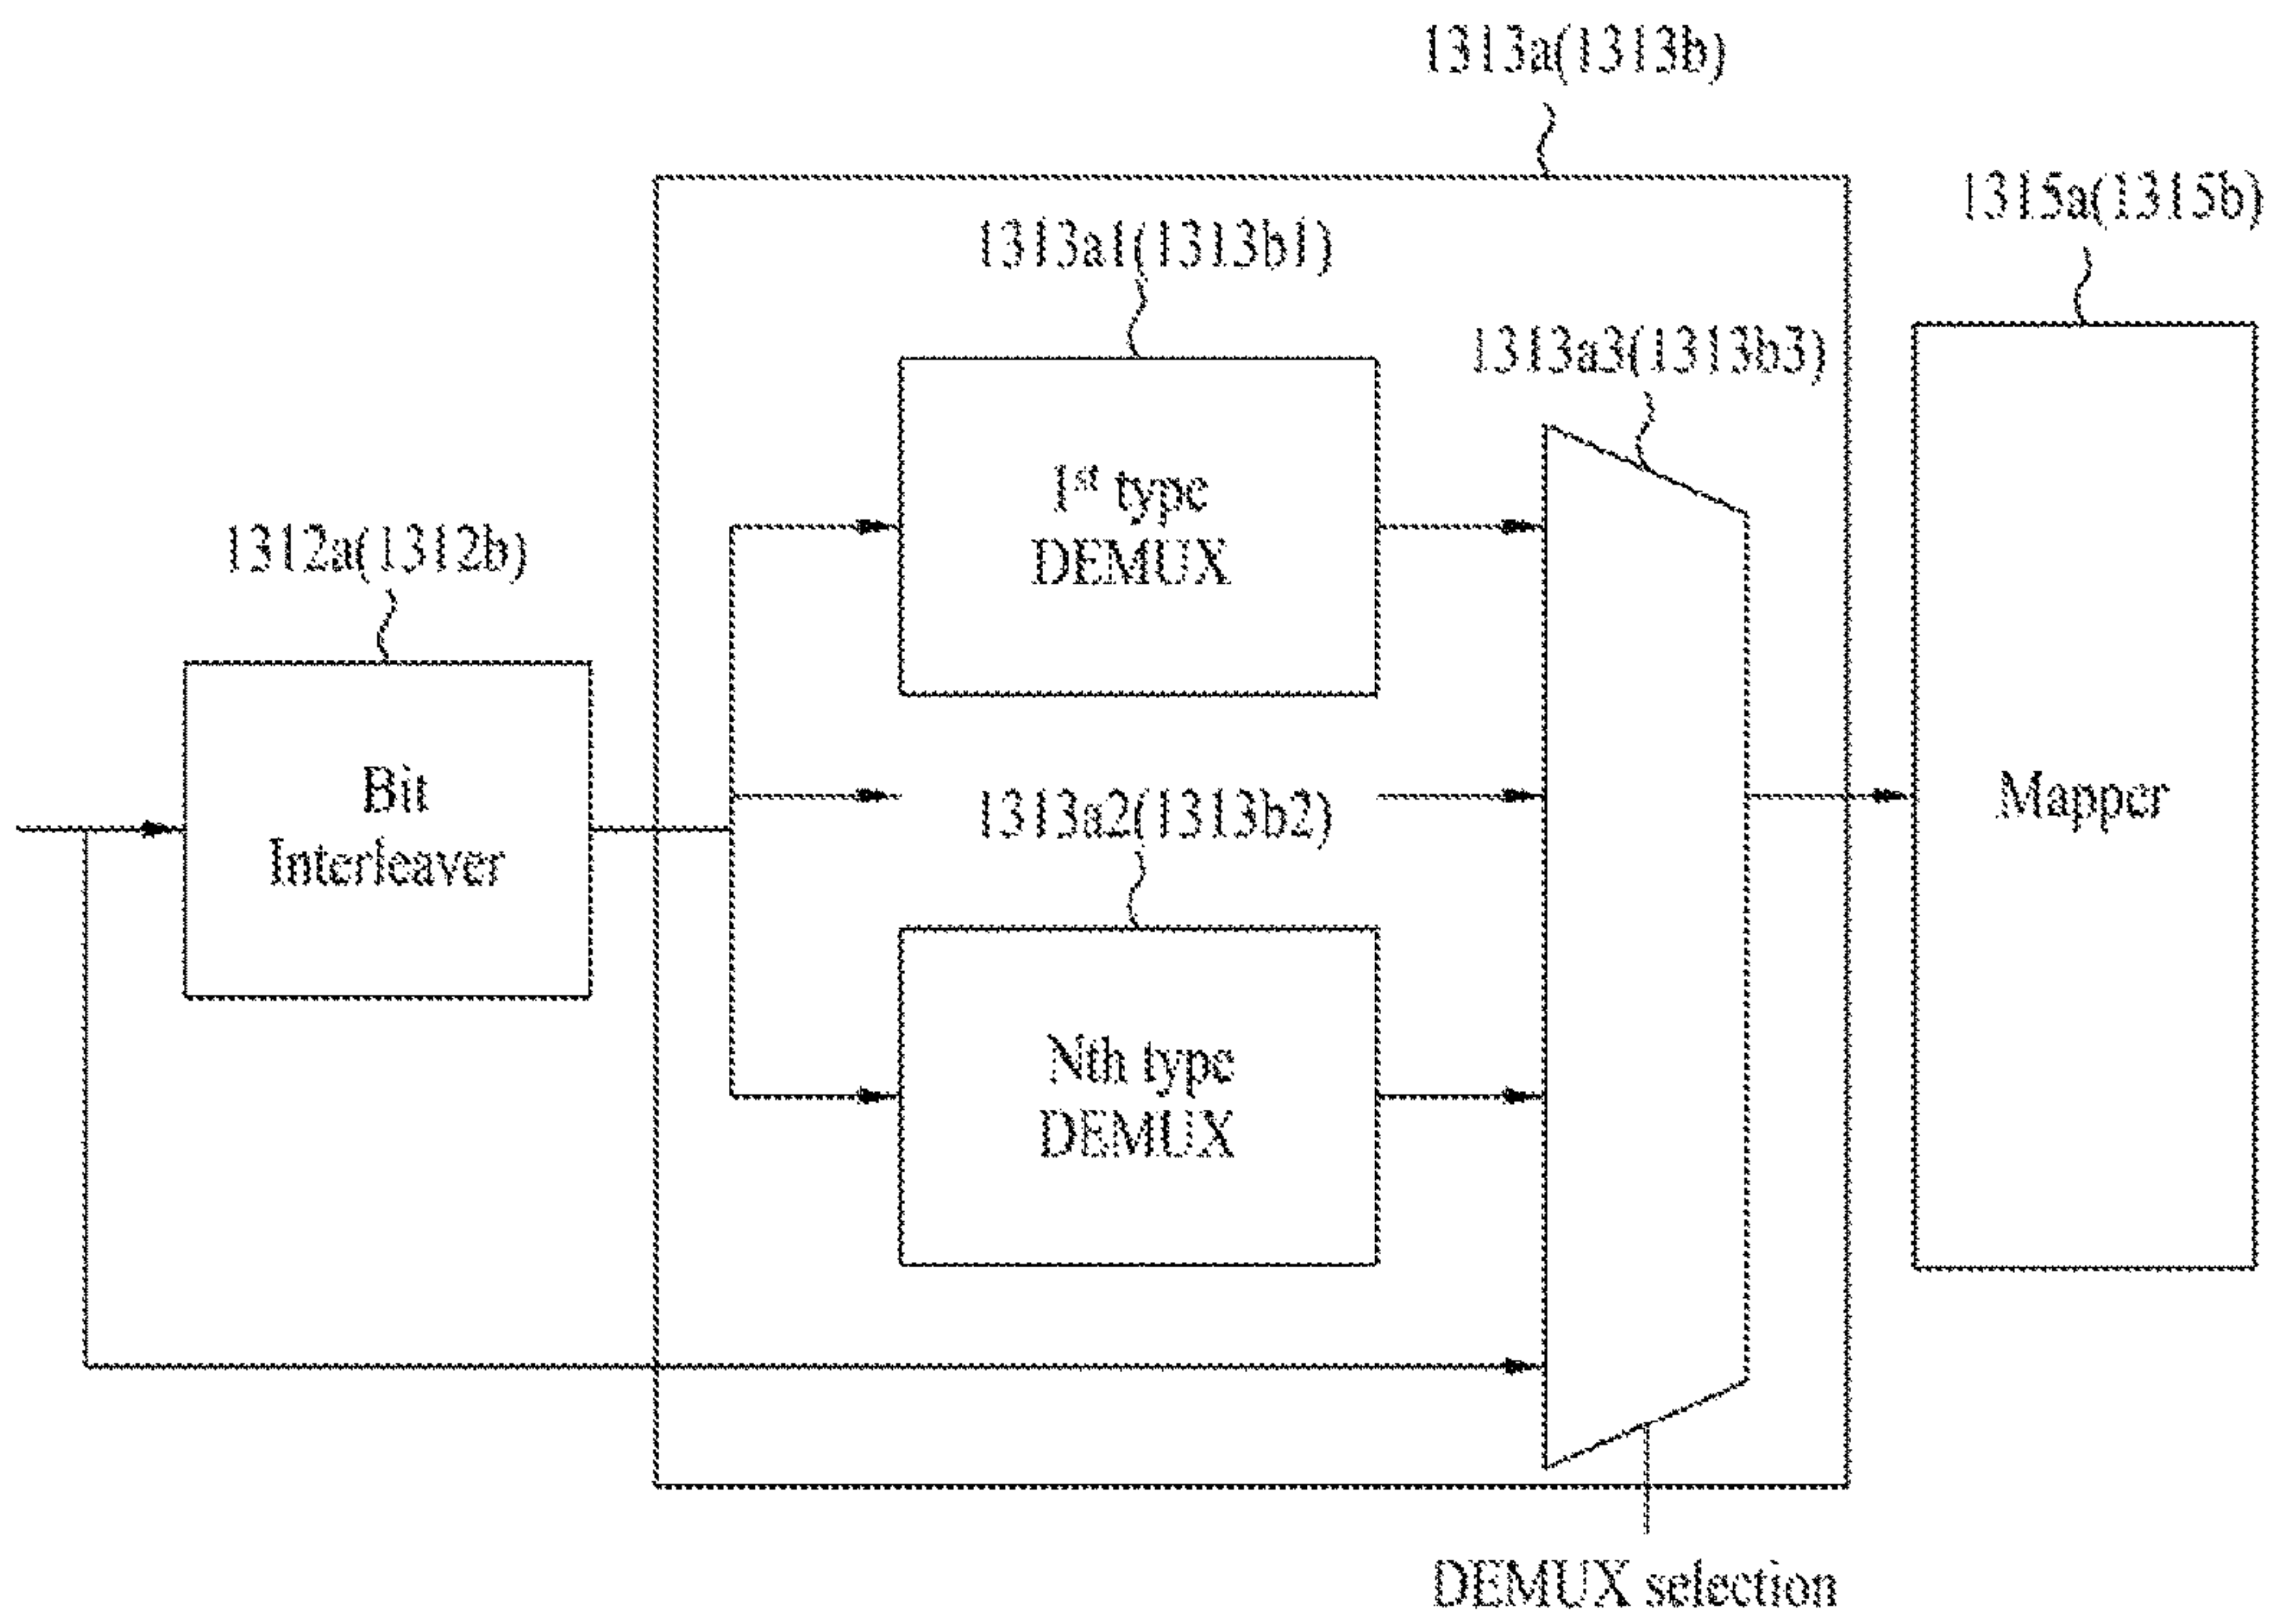 1313a(1313b)
1315a(1315b)
1313a1(1313b1)
1313a3(1313b3)
1st type
DEMUX
1312a(1312b)
Bit
Interleaver
1313a2(1313b2)
Mapper
Nth type
DEMUX
DEMUX selection